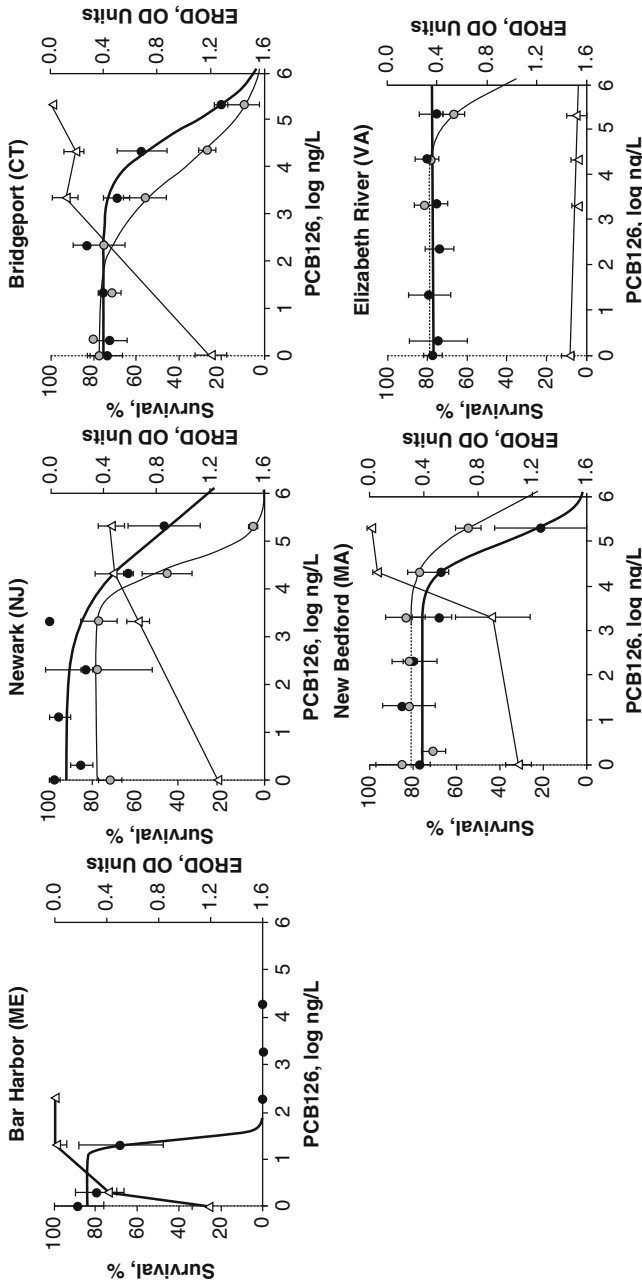 Bar Harbor (ME)
Survival, %
100
80
60
40
20
0
0 1 2 3 4 5 6
PCB126, log ng/L
0.0
0.4
0.8
1.2
1.6
EROD, OD Units
Newark (NJ)
Survival, %
100
80
60
40
20
0
0 1 2 3 4 5 6
PCB126, log ng/L
0.0
0.4
0.8
1.2
1.6
EROD, OD Units
Bridgeport (CT)
Survival, %
100
80
60
40
20
0
0 1 2 3 4 5 6
PCB126, log ng/L
0.0
0.4
0.8
1.2
1.6
EROD, OD Units
New Bedford (MA)
Survival, %
100
80
60
40
20
0
0 1 2 3 4 5 6
PCB126, log ng/L
0.0
0.4
0.8
1.2
1.6
EROD, OD Units
Elizabeth River (VA)
Survival, %
100
80
60
40
20
0
0 1 2 3 4 5 6
PCB126, log ng/L
0.0
0.4
0.8
1.2
1.6
EROD, OD Units